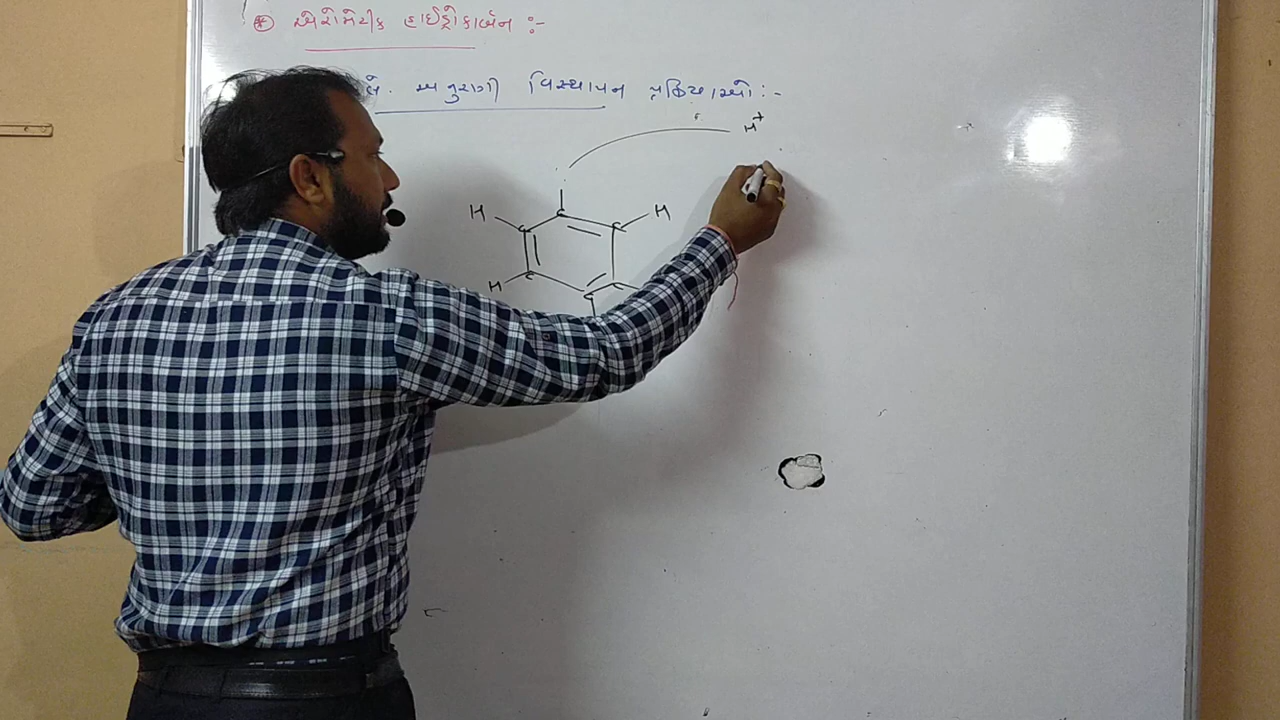 * એરોમેટીક હાઈડ્રોકાર્બન :-
અનુરાગી વિસ્થાપન પ્રક્રિયાઓ :-
H⁺
H C C H
C
H C C
C